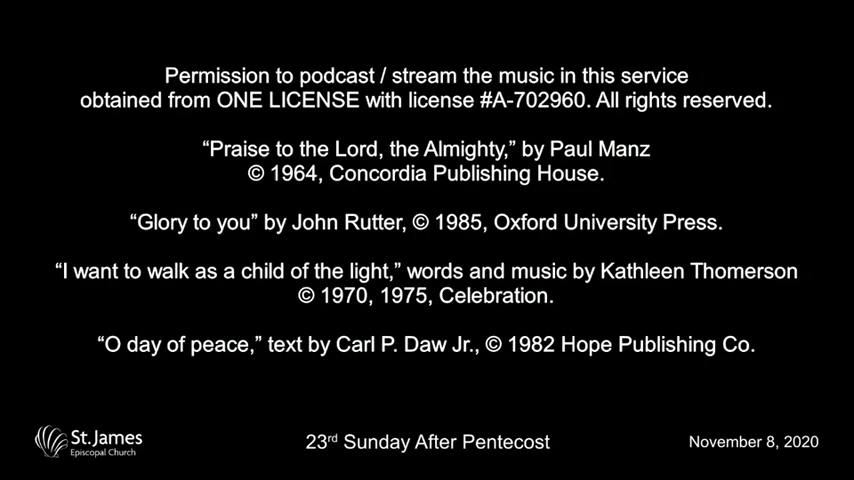 Permission to podcast / stream the music in this service
obtained from ONE LICENSE with license #A-702960. All rights reserved.
“Praise to the Lord, the Almighty,” by Paul Manz
© 1964, Concordia Publishing House.
“Glory to you” by John Rutter, © 1985, Oxford University Press.
“I want to walk as a child of the light,” words and music by Kathleen Thomerson
© 1970, 1975, Celebration.
“O day of peace,” text by Carl P. Daw Jr., © 1982 Hope Publishing Co.
St.James
Episcopal Church
23rd Sunday After Pentecost
November 8, 2020